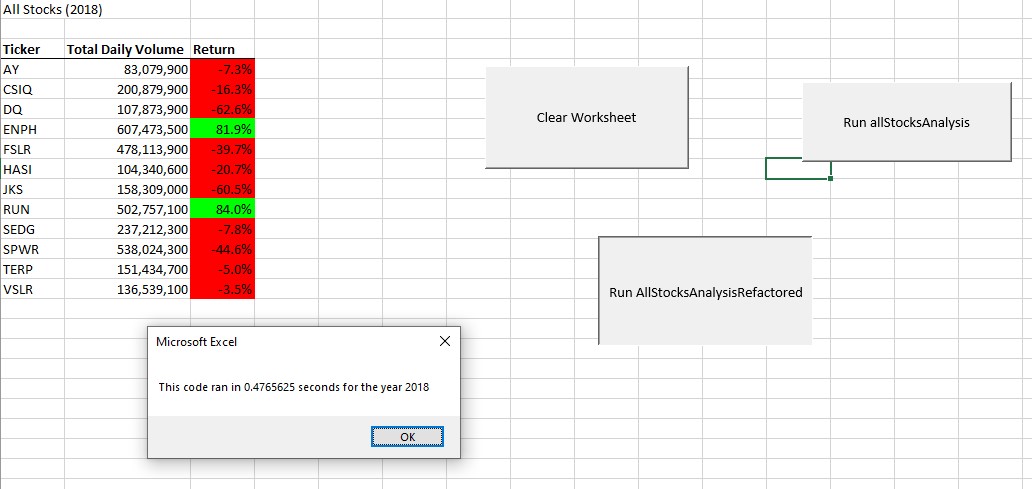 All Stocks (2018)
Ticker Total Daily Volume Return
AY 83,079,900 -7.3%
CSIQ 200,879,900 -16.3%
DQ 107,873,900 -62.6%
ENPH 607,473,500 81.9%
FSLR 478,113,900 -39.7%
HASI 104,340,600 -20.7%
JKS 158,309,000 -60.5%
RUN 502,757,100 84.0%
SEDG 237,212,300 -7.8%
SPWR 538,024,300 -44.6%
TERP 151,434,700 -5.0%
VSLR 136,539,100 -3.5%
Clear Worksheet
Run allStocksAnalysis
Run AllStocksAnalysisRefactored
Microsoft Excel
This code ran in 0.4765625 seconds for the year 2018
OK